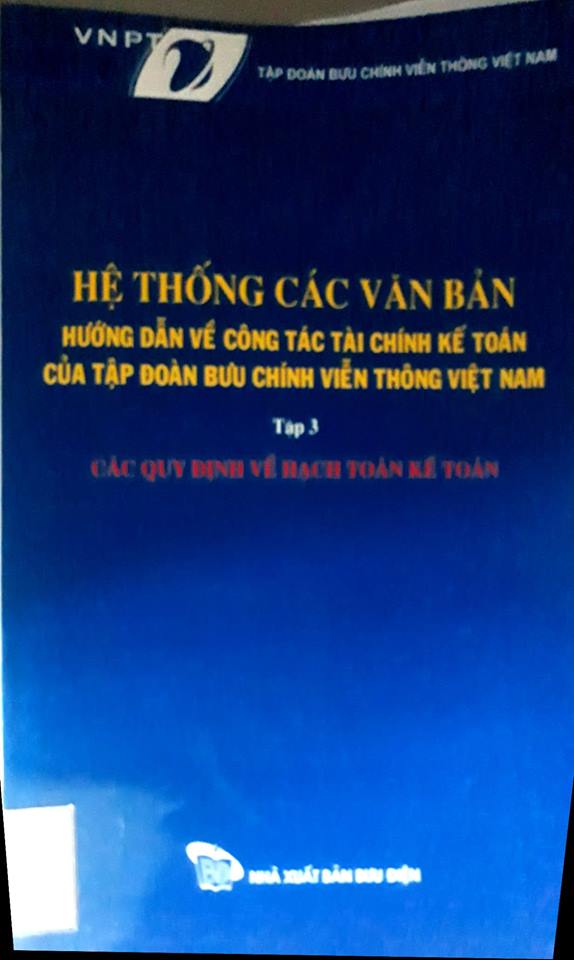 VNPT
TẬP ĐOÀN BƯU CHÍNH VIỄN THÔNG VIỆT NAM
HỆ THỐNG CÁC VĂN BẢN
HƯỚNG DẪN VỀ CÔNG TÁC TÀI CHÍNH KẾ TOÁN
CỦA TẬP ĐOÀN BƯU CHÍNH VIỄN THÔNG VIỆT NAM
Tập 3
CÁC QUY ĐỊNH VỀ HẠCH TOÁN KẾ TOÁN
NHÀ XUẤT BẢN BƯU ĐIỆN